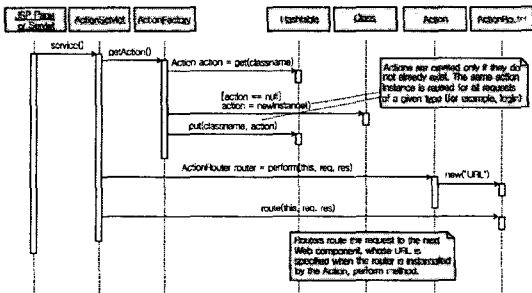 JSP Page
or Servlet
ActionServlet
ActionFactory
Hashtable
Class
Action
ActionRouter
service()
getAction()
Action action = get(classname)
[action == null]
action = newInstance()
put(classname, action)
Actions are created only if they do
not already exist. The same action
instance is reused for all requests
of a given type (for example, login)
ActionRouter router = perform(this, req, res)
new("URL")
route(this, req, res)
Routers route the request to the next
Web component, whose URL is
specified when the router is instantiated
by the Action, perform method.